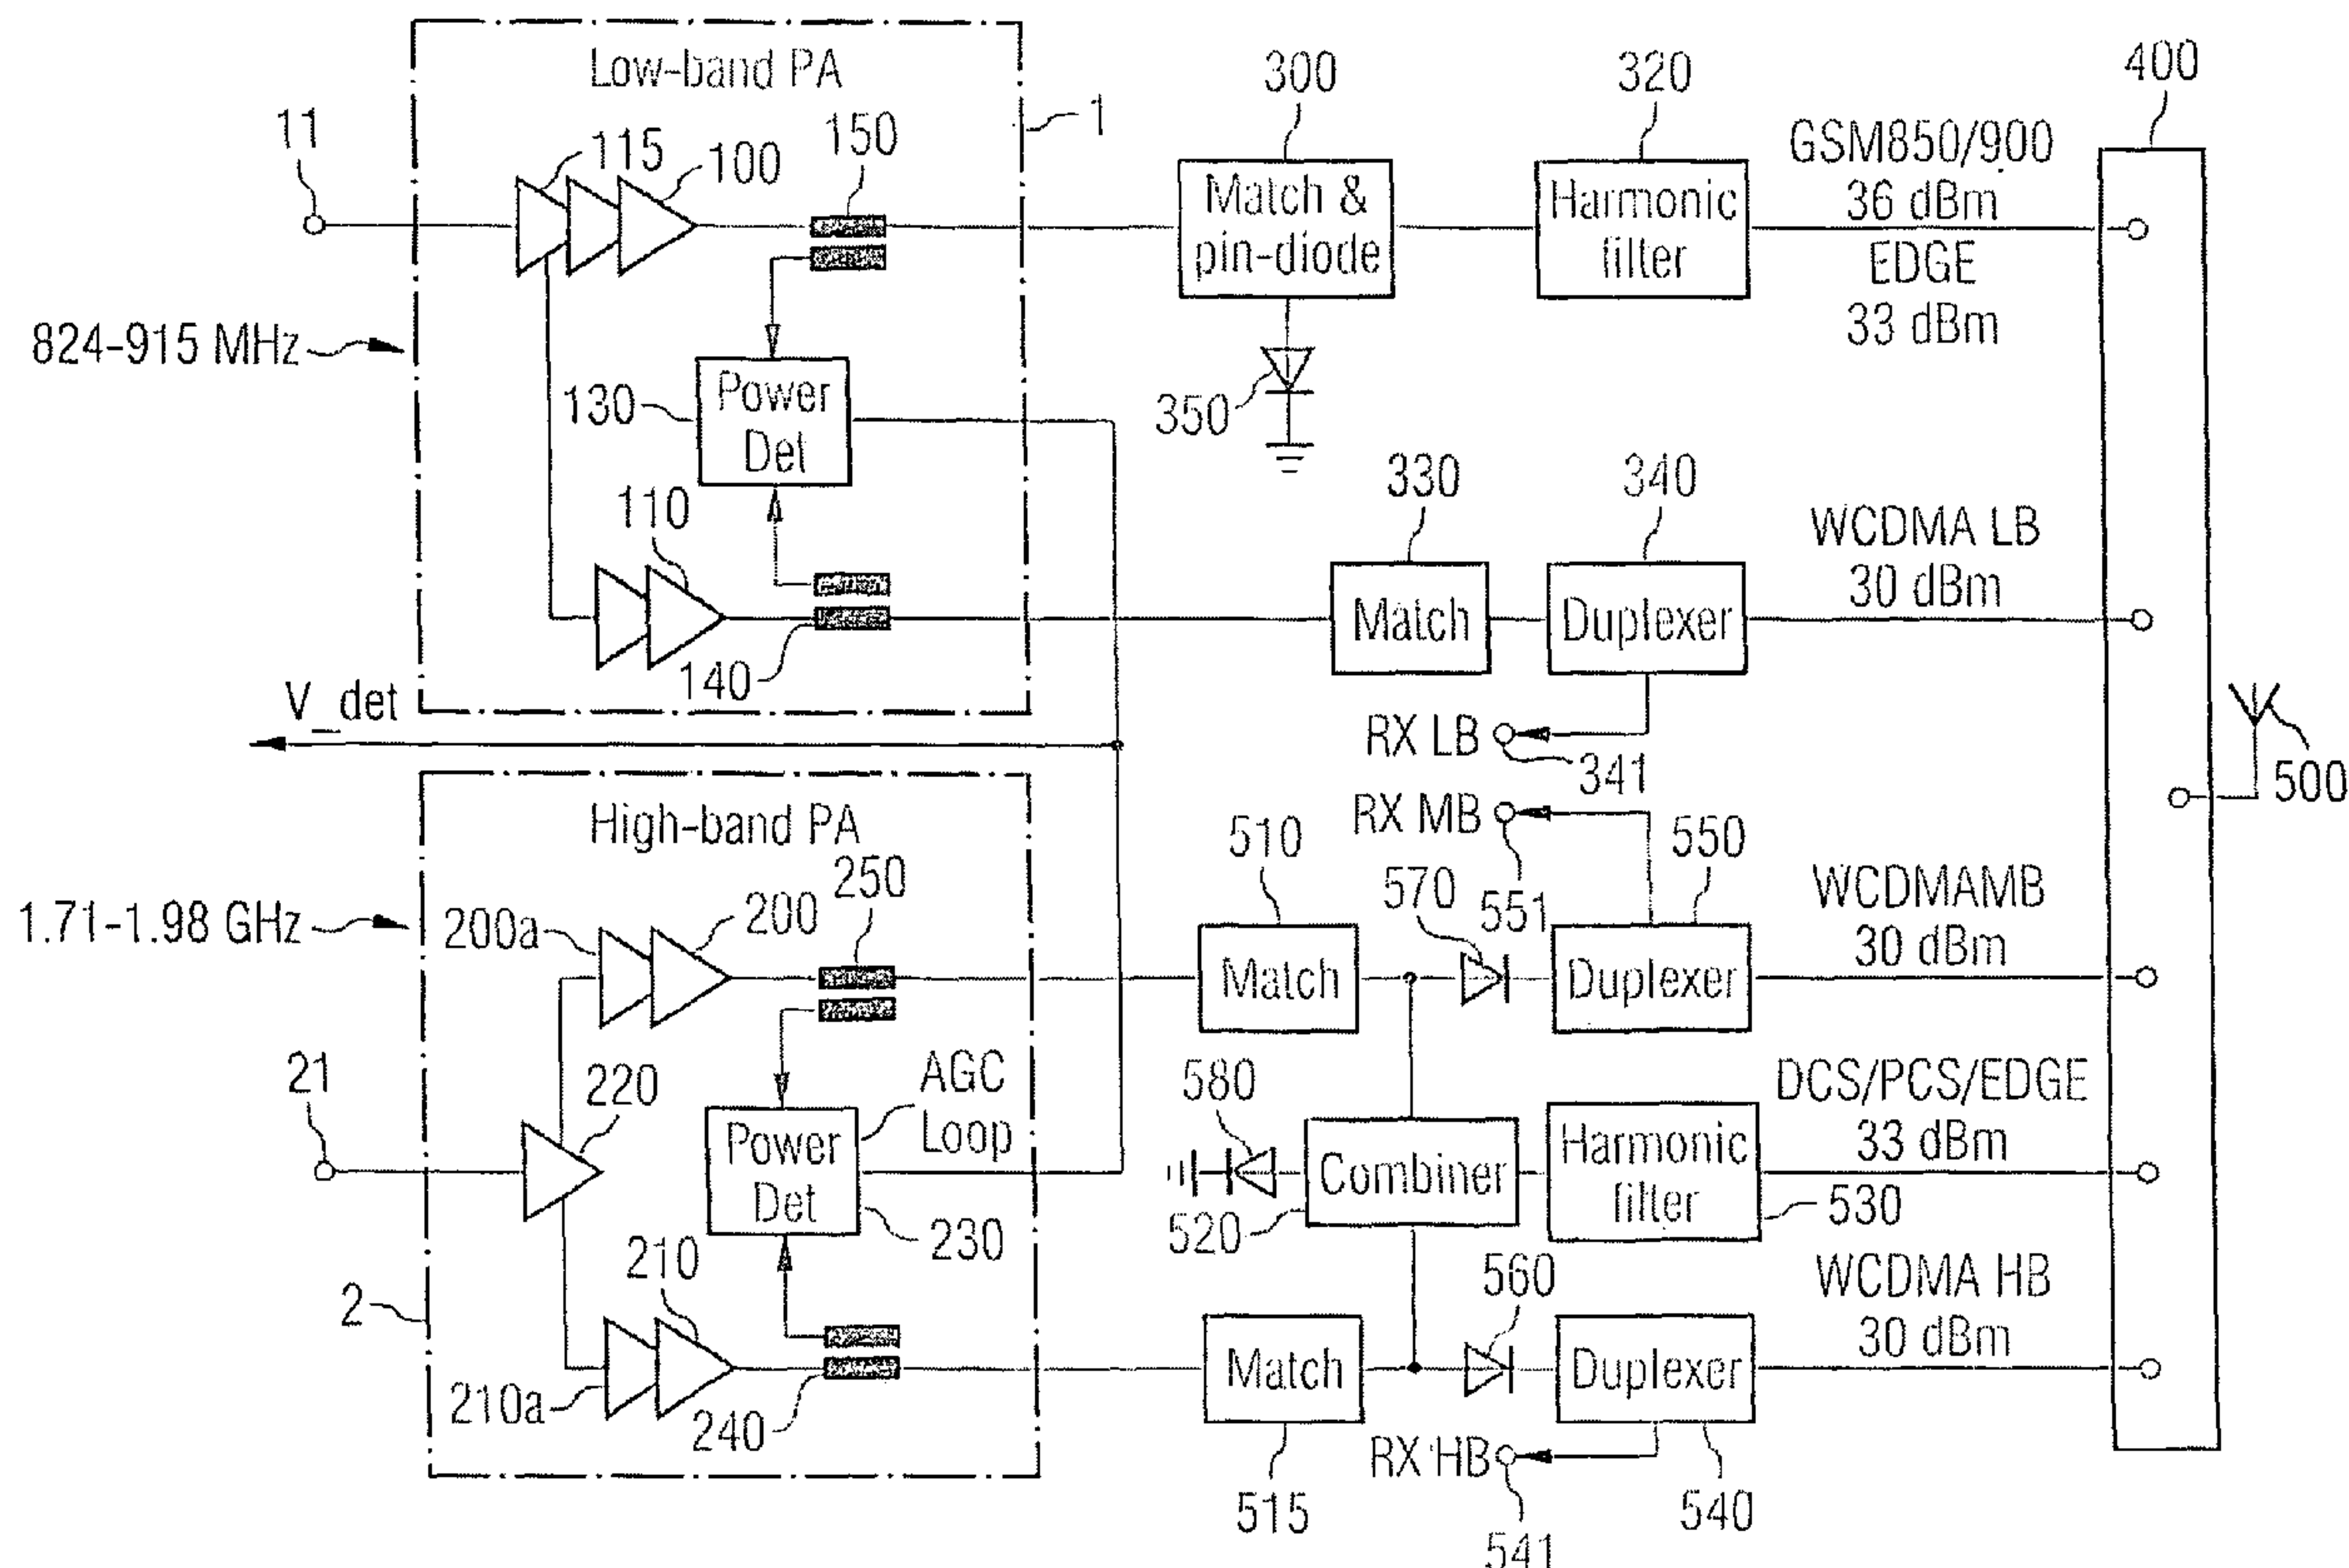 Low-band PA
300
320
400
11
115
100
150
1
GSM850/900
36 dBm
EDGE
33 dBm
Match &
pin-diode
Harmonic
filter
824-915 MHz
130
Power
Det
350
110
330
340
WCDMA LB
30 dBm
Match
Duplexer
140
V_det
RX LB
341
500
High-band PA
RX MB
551
510
570
550
WCDMAMB
30 dBm
250
1.71-1.98 GHz
200a
200
Match
Duplexer
21
220
AGC
Loop
Power
Det
230
580
520
Combiner
Harmonic
filter
530
DCS/PCS/EDGE
33 dBm
2
210
210a
240
560
WCDMA HB
30 dBm
Match
Duplexer
515
RX HB
541
540